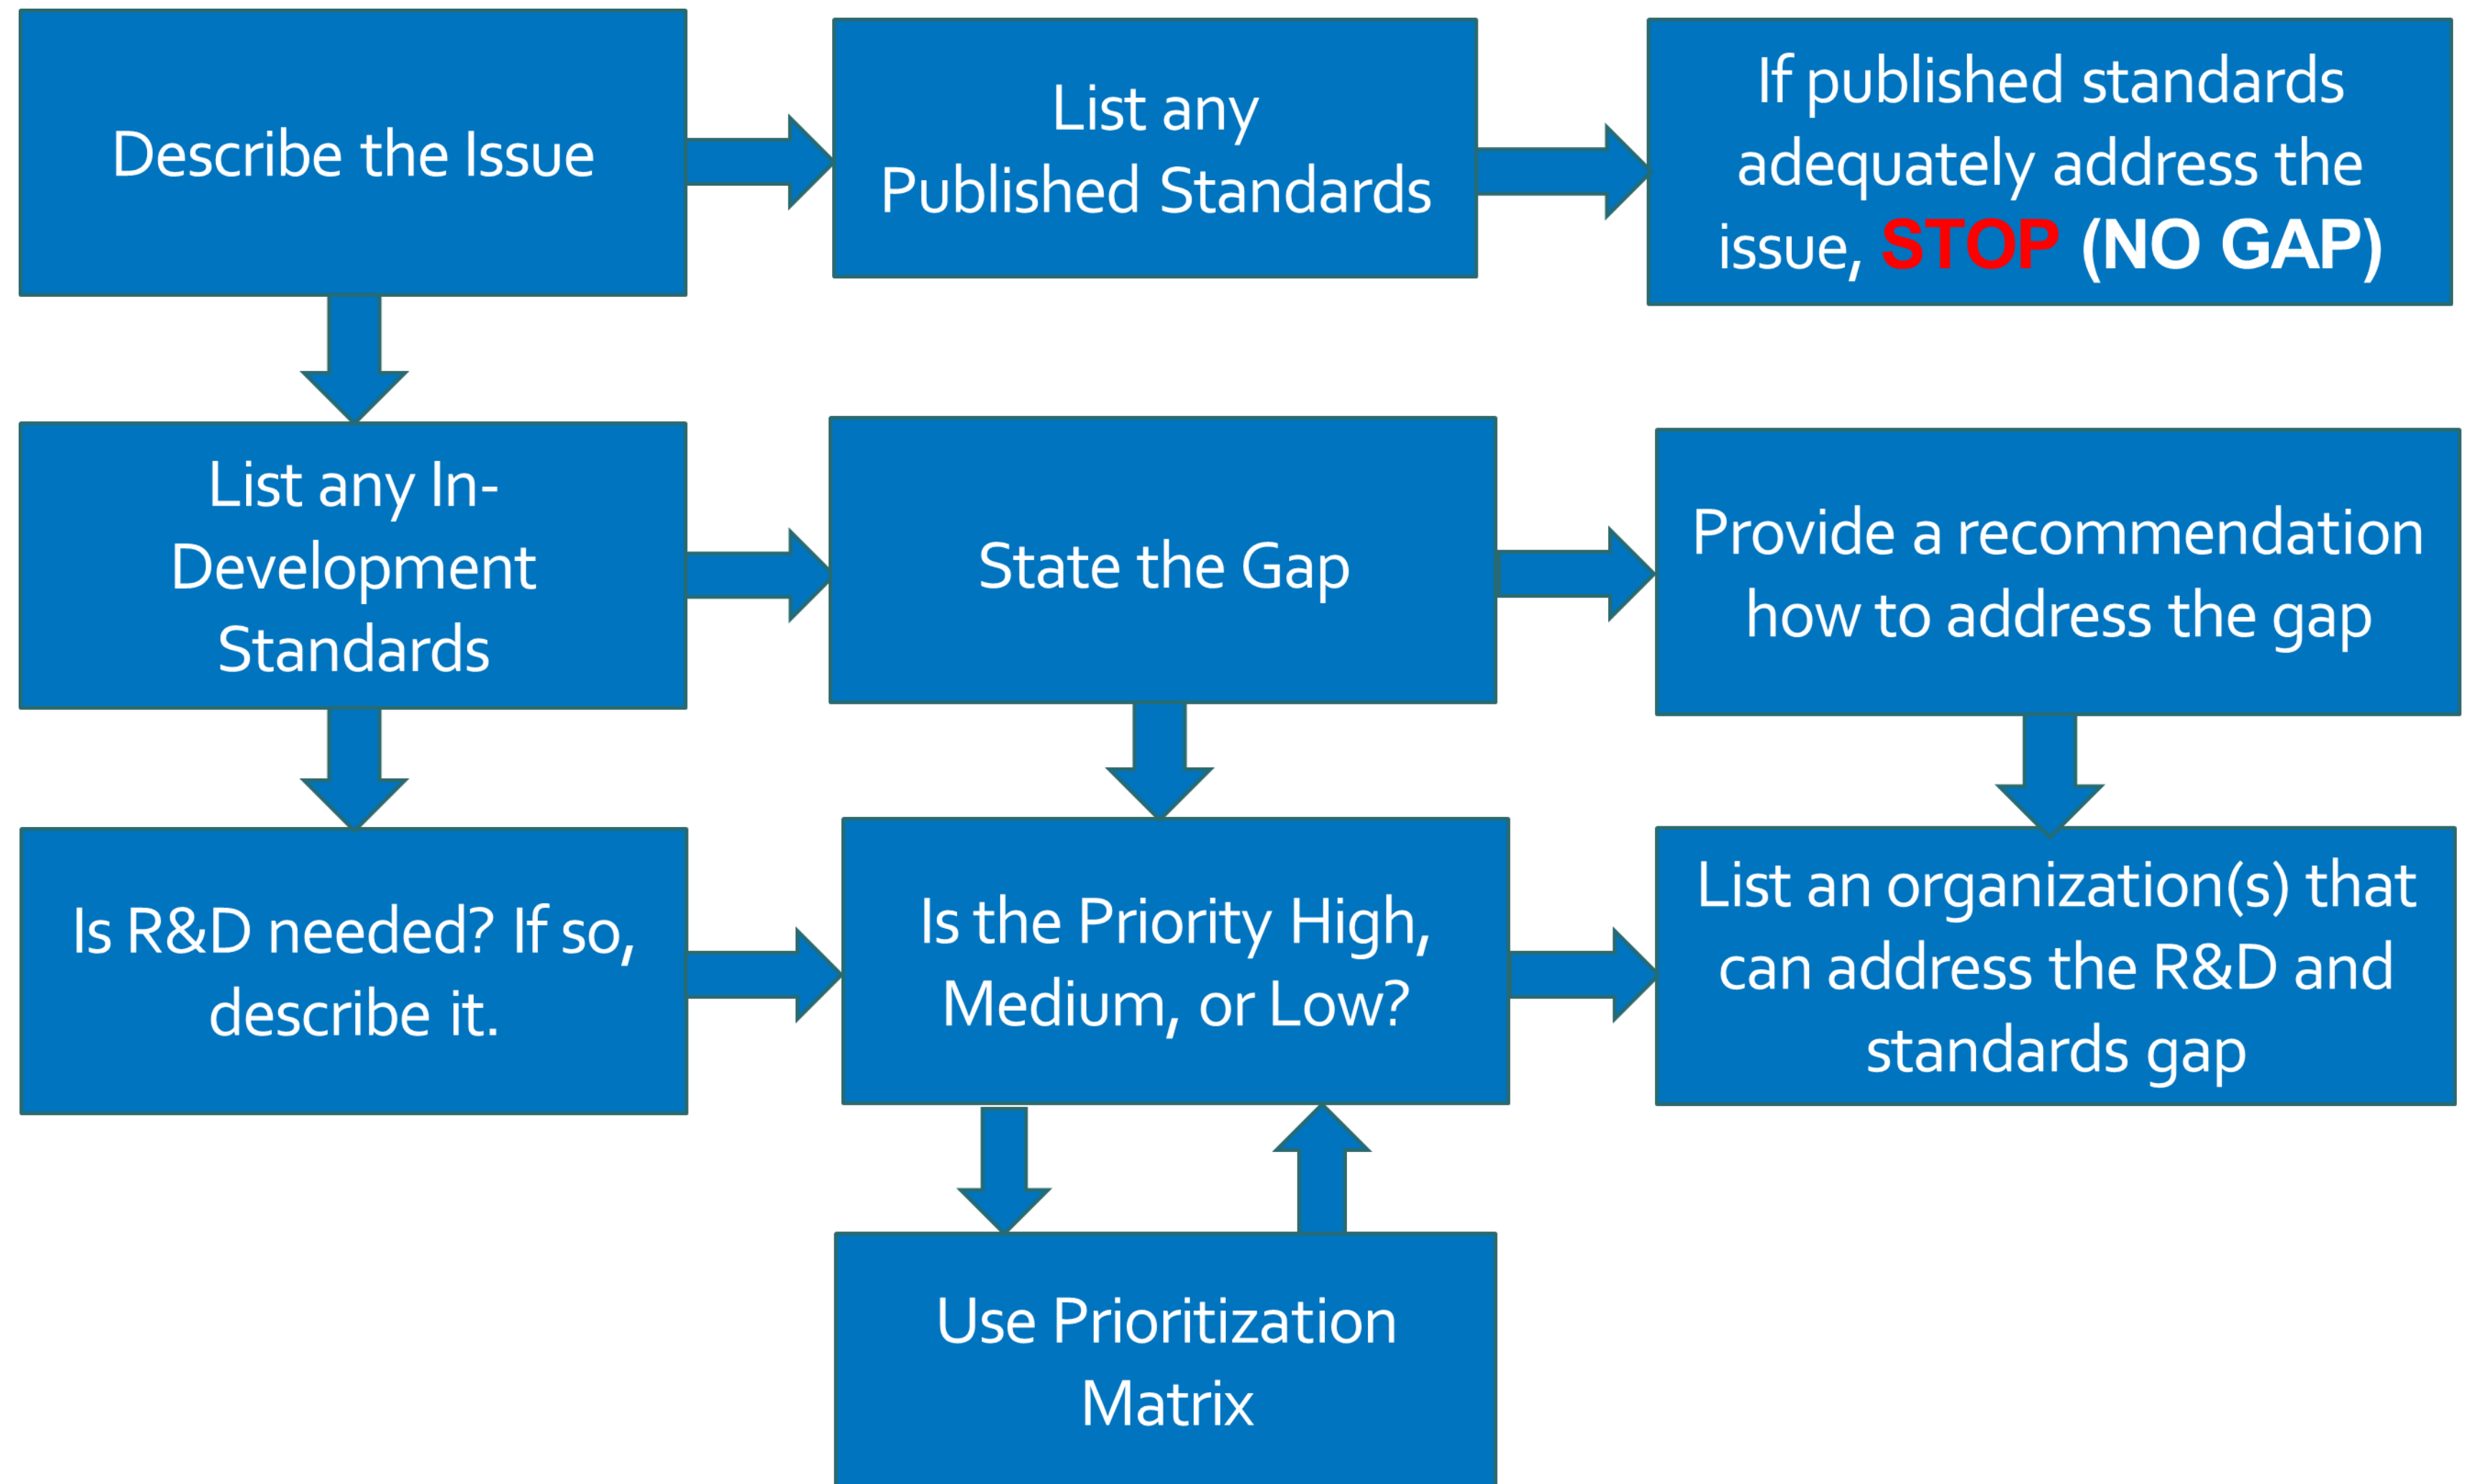 Describe the Issue
List any
Published Standards
If published standards
adequately address the
issue, STOP (NO GAP)
List any In-
Development
Standards
State the Gap
Provide a recommendation
how to address the gap
Is R&D needed? If so,
describe it.
Is the Priority High,
Medium, or Low?
List an organization(s) that
can address the R&D and
standards gap
Use Prioritization
Matrix